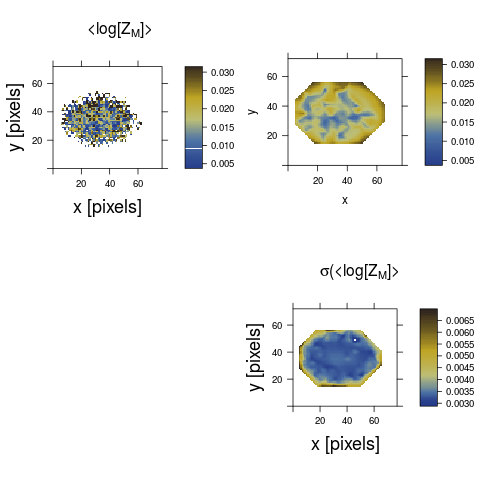 <log[Z_M]>
60
40
20
20 40 60
x [pixels]
y [pixels]
0.030
0.025
0.020
0.015
0.010
0.005
60
40
20
20 40 60
x
y
0.030
0.025
0.020
0.015
0.010
0.005
σ(<log[Z_M]>
60
40
20
20 40 60
x [pixels]
y [pixels]
0.0065
0.0060
0.0055
0.0050
0.0045
0.0040
0.0035
0.0030